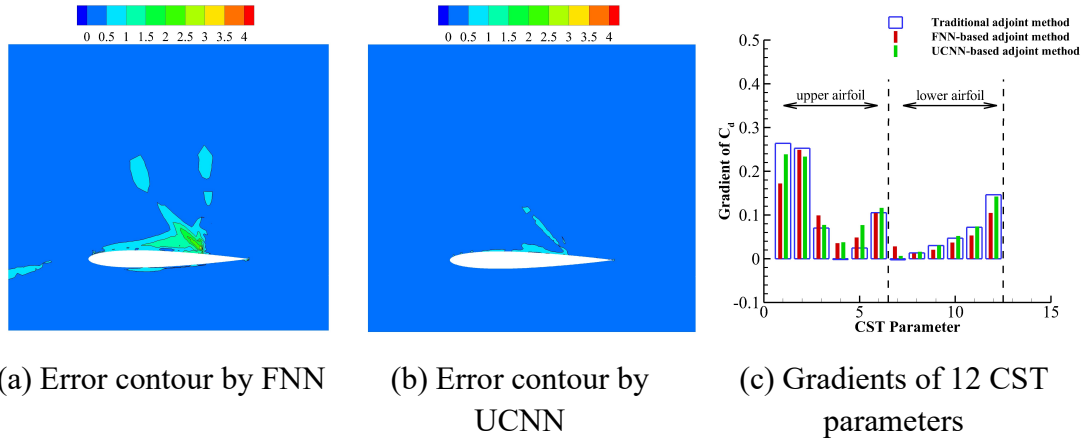 0 0.5 1 1.5 2 2.5 3 3.5 4
0 0.5 1 1.5 2 2.5 3 3.5 4
Traditional adjoint method
FNN-based adjoint method
UCNN-based adjoint method
0.5
0.4
0.3
0.2
0.1
0
-0.1
Gradient of C_d
upper airfoil
lower airfoil
0 5 10 15
CST Parameter
(a) Error contour by FNN
(b) Error contour by
UCNN
(c) Gradients of 12 CST
parameters